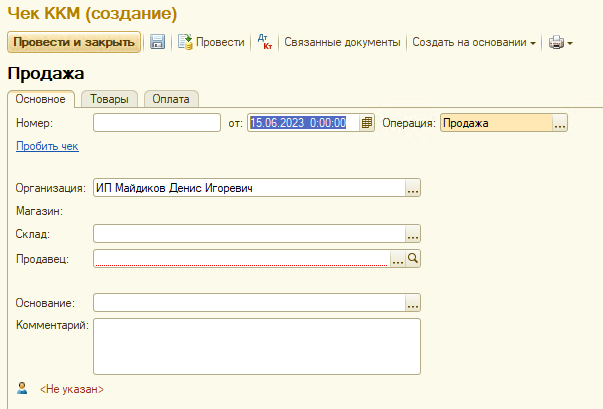 Чек ККМ (создание)
Провести и закрыть Провести Дт Кт Связанные документы Создать на основании
Продажа
Основное Товары Оплата
Номер: от: 15.06.2023 0:00:00 Операция: Продажа ...
Пробить чек
Организация: ИП Майдиков Денис Игоревич ...
Магазин:
Склад: ...
Продавец: ...
Основание: ...
Комментарий:
<Не указан>